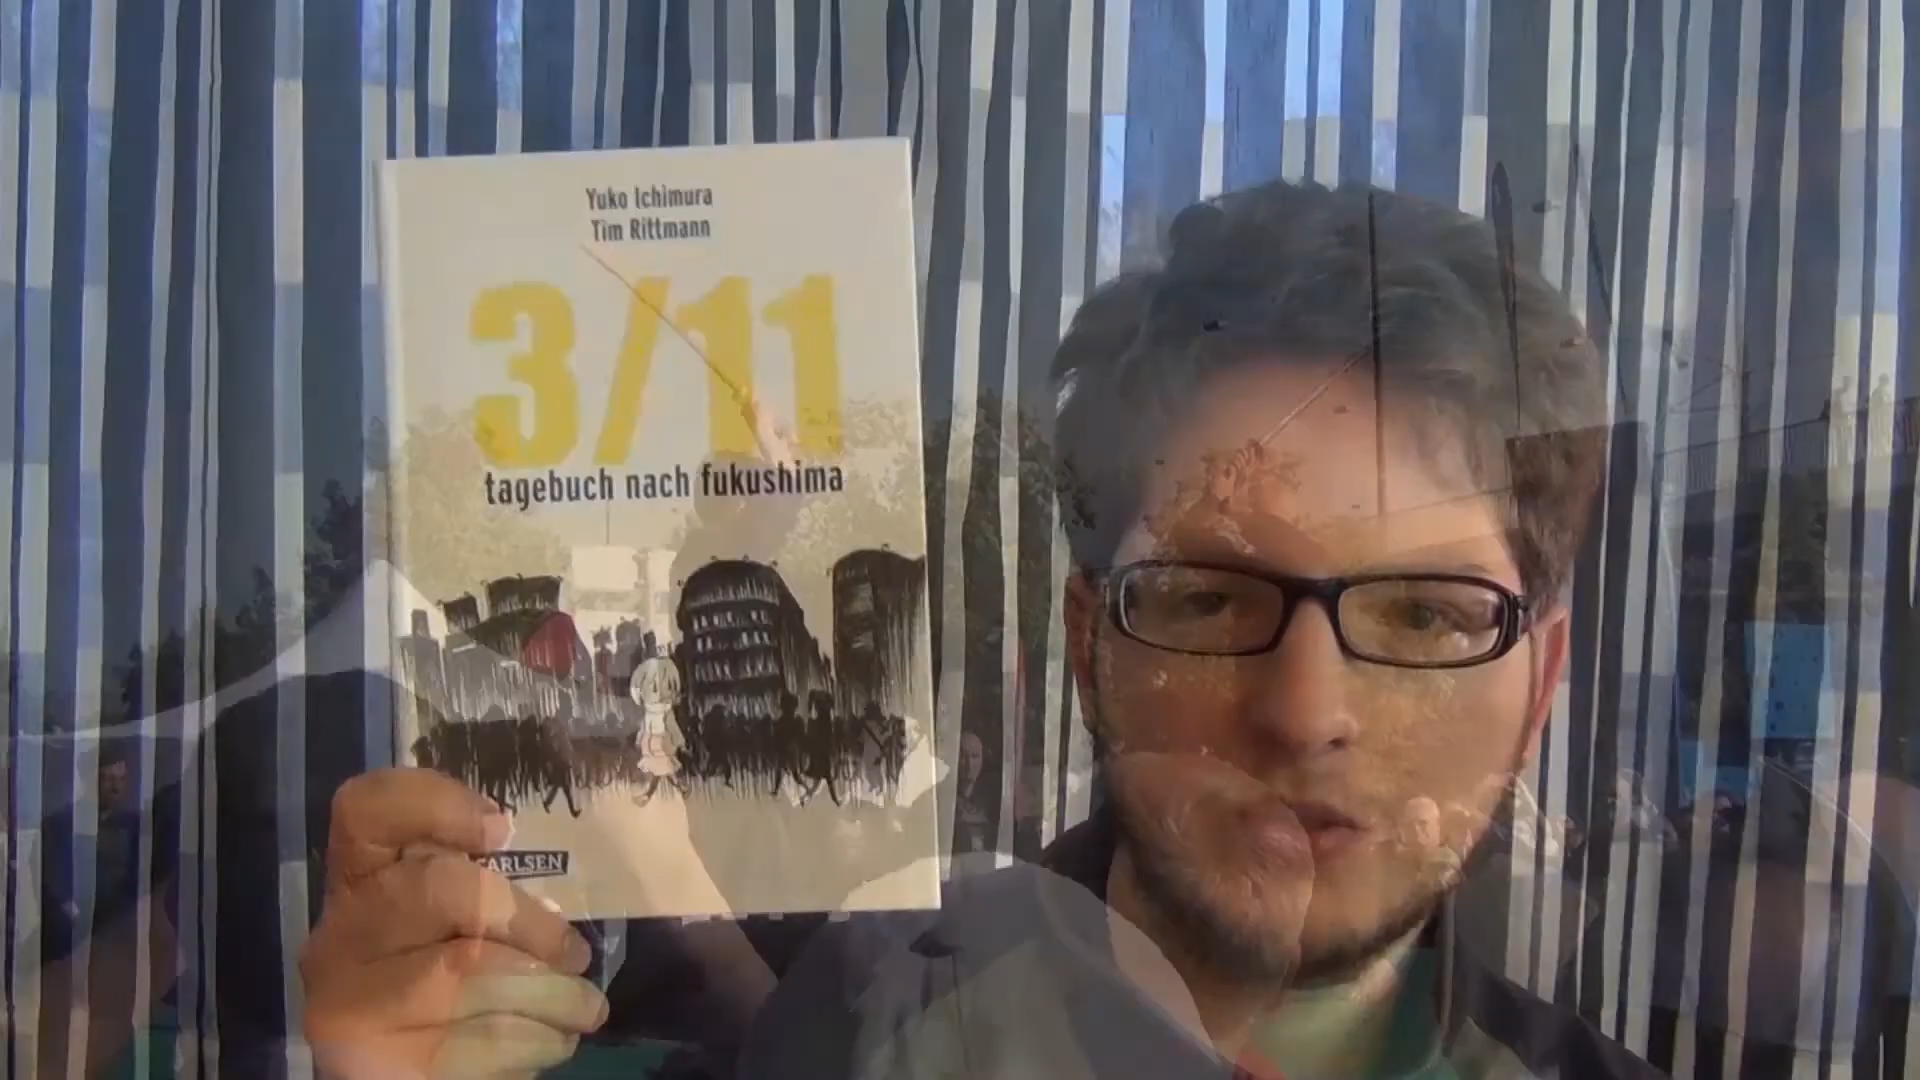 Yuko Ichimura
Tim Rittmann
3/11
tagebuch nach fukushima
CARLSEN